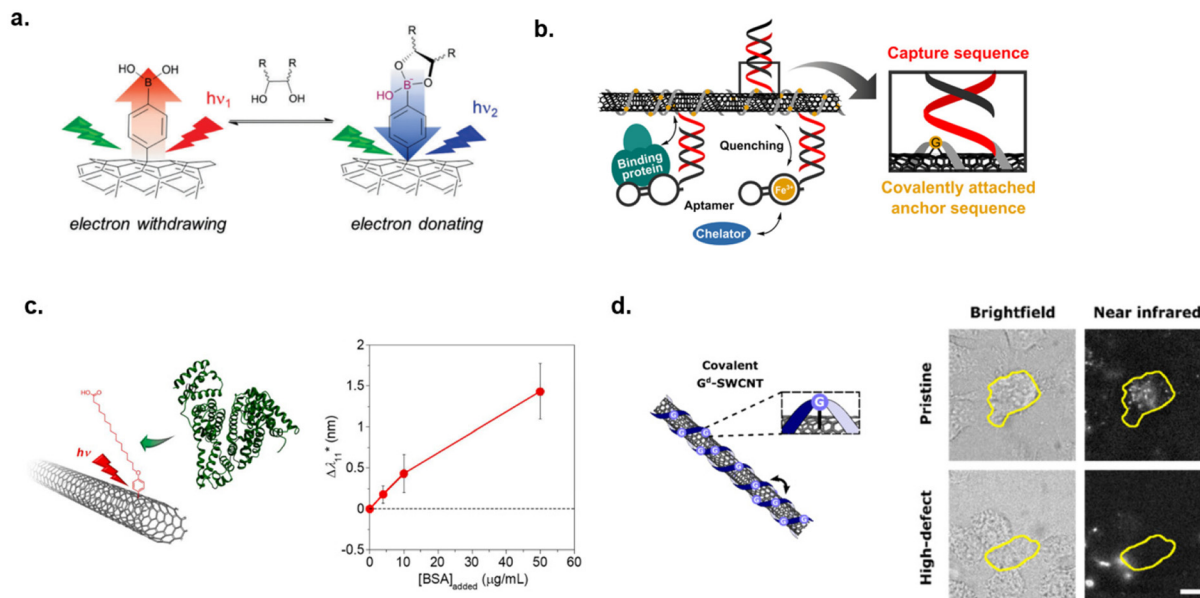 a.
HO
OH
B
hν₁
R
R
HO
OH
R
R
O
O
HO
B
hν₂
electron withdrawing
electron donating
b.
Capture sequence
G
Covalently attached
anchor sequence
Binding
protein
Quenching
Aptamer
Fe²⁺
Chelator
c.
HO
O
hν
O
Δλ₁₁* (nm)
2
1.5
1
0.5
0
-0.5
0
10
20
30
40
50
60
[BSA]added (μg/mL)
d.
Covalent
Gᵈ-SWCNT
G
Brightfield
Near infrared
Pristine
High-defect